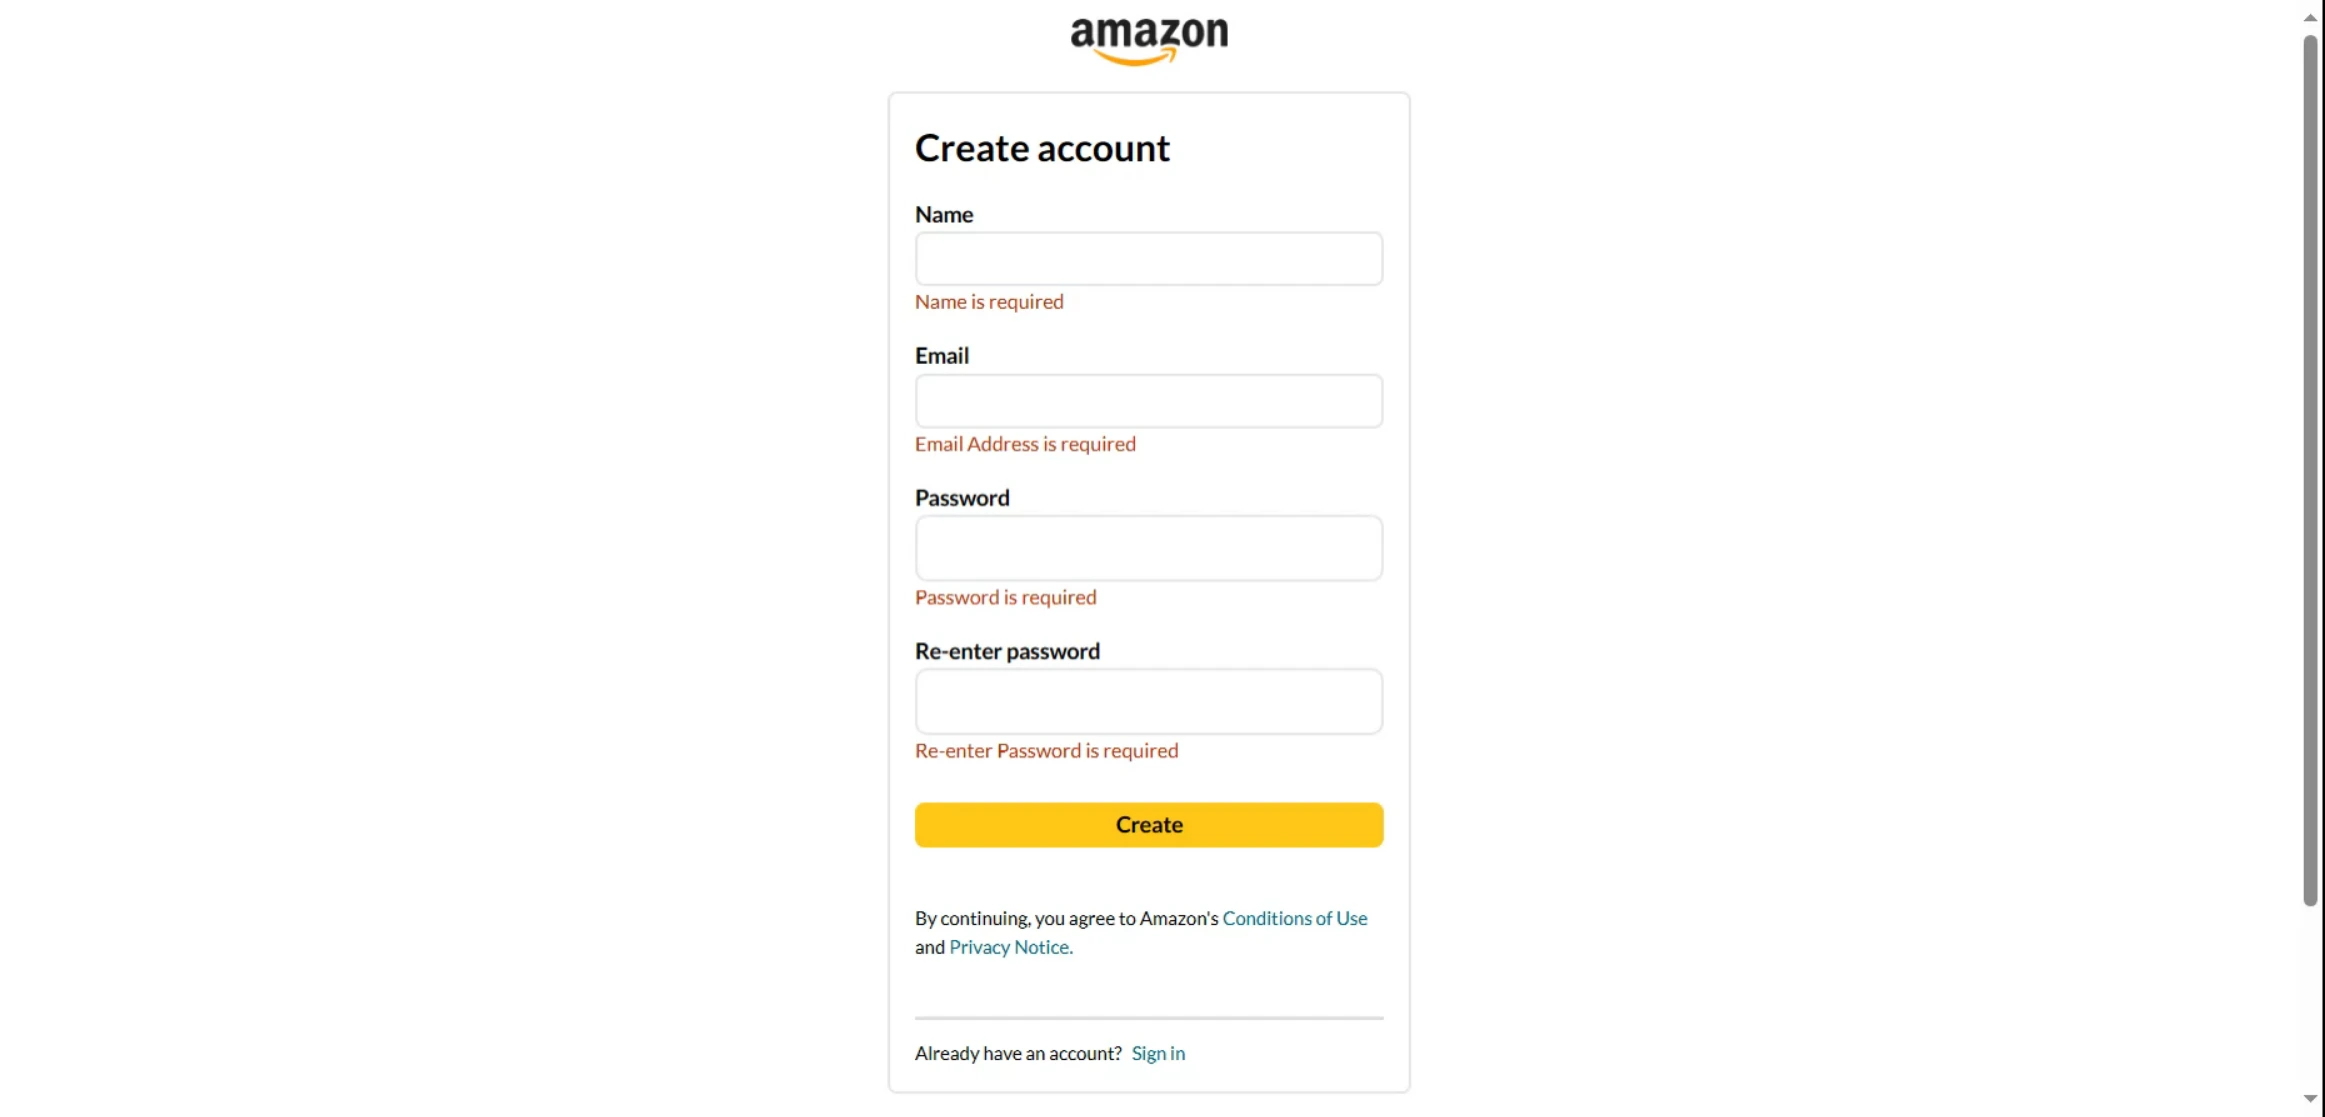 amazon
Create account
Name
Name is required
Email
Email Address is required
Password
Password is required
Re-enter password
Re-enter Password is required
Create
By continuing, you agree to Amazon's Conditions of Use
and Privacy Notice.
Already have an account? Sign in